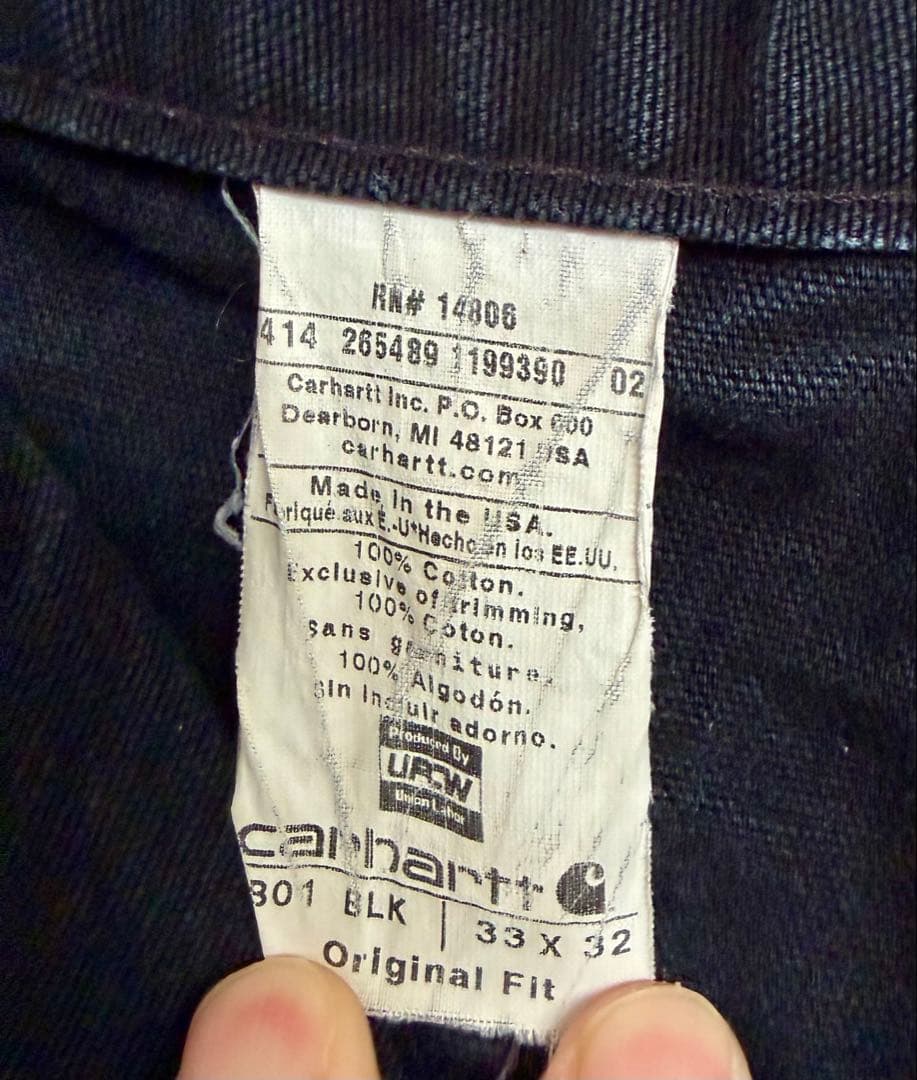 RN# 14806
414 265489 1199390 02
Carhartt Inc. P.O. Box 600
Dearborn, MI 48121 USA
carhartt.com
Made in the USA.
Fabriqué aux E.-U*Hecho en los EE.UU.
100% Cotton.
Exclusive of trimming,
100% Coton.
sans garniture.
100% Algodón.
Sin Incluir adorno.
Produced By
UFCW
Union Labor
carhartt
BLK 33 X 32
Original Fit